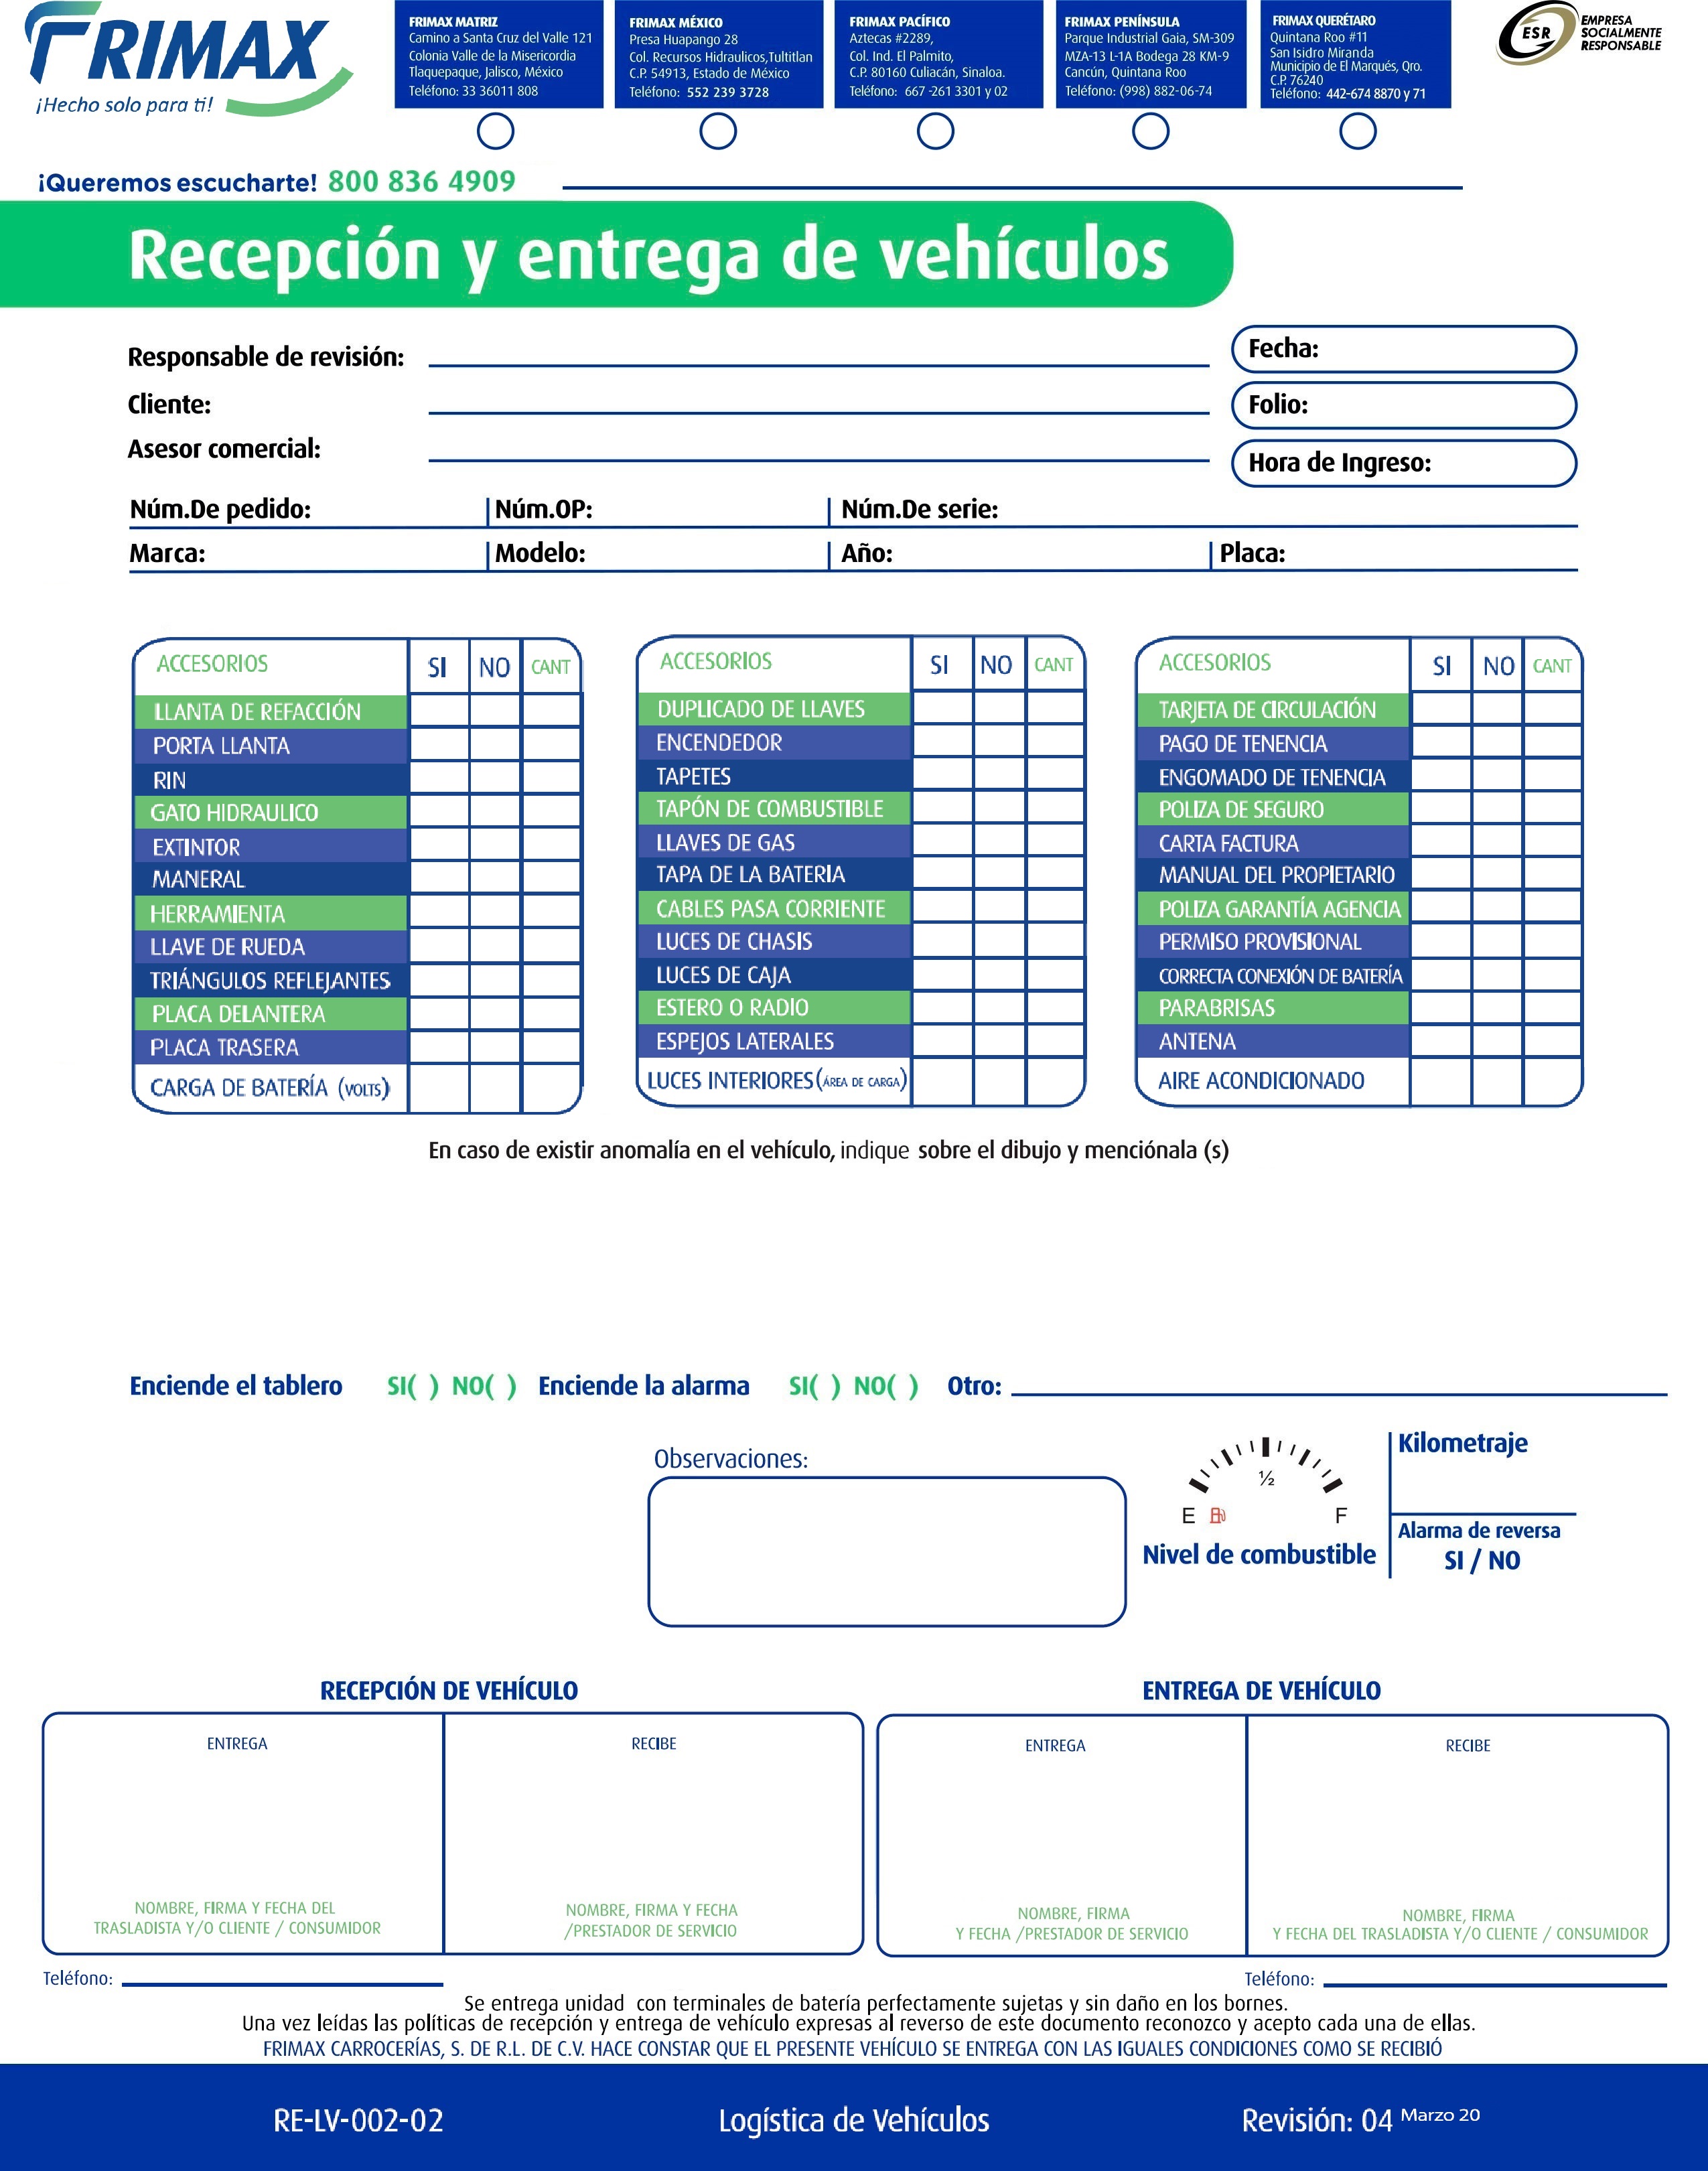 FRIMAX
¡Hecho solo para ti!
FRIMAX MATRIZ
Camino a Santa Cruz del Valle 121
Colonia Valle de la Misericordia
Tlaquepaque, Jalisco, México
Teléfono: 33 36011 808
FRIMAX MÉXICO
Presa Huapango 28
Col. Recursos Hidraulicos,Tultitlan
C.P. 54913, Estado de México
Teléfono: 552 239 3728
FRIMAX PACÍFICO
Aztecas #2289,
Col. Ind. El Palmito,
C.P. 80160 Culiacán, Sinaloa.
Teléfono: 667 -261 3301 y 02
FRIMAX PENÍNSULA
Parque Industrial Gaia, SM-309
MZA-13 L-1A Bodega 28 KM-9
Cancún, Quintana Roo
Teléfono: (998) 882-06-74
FRIMAX QUERÉTARO
Quintana Roo #11
San Isidro Miranda
Municipio de El Marqués, Qro.
C.P. 76240
Teléfono: 442-674 8870 y 71
ESR
EMPRESA
SOCIALMENTE
RESPONSABLE
¡Queremos escucharte! 800 836 4909
Recepción y entrega de vehículos
Responsable de revisión:
Fecha:
Cliente:
Folio:
Asesor comercial:
Hora de Ingreso:
Núm.De pedido: Núm.OP: Núm.De serie:
Marca: Modelo: Año: Placa:
ACCESORIOS SI NO CANT
LLANTA DE REFACCIÓN
PORTA LLANTA
RIN
GATO HIDRAULICO
EXTINTOR
MANERAL
HERRAMIENTA
LLAVE DE RUEDA
TRIÁNGULOS REFLEJANTES
PLACA DELANTERA
PLACA TRASERA
CARGA DE BATERÍA (VOLTS)
ACCESORIOS SI NO CANT
DUPLICADO DE LLAVES
ENCENDEDOR
TAPETES
TAPÓN DE COMBUSTIBLE
LLAVES DE GAS
TAPA DE LA BATERIA
CABLES PASA CORRIENTE
LUCES DE CHASIS
LUCES DE CAJA
ESTERO O RADIO
ESPEJOS LATERALES
LUCES INTERIORES(ÁREA DE CARGA)
ACCESORIOS SI NO CANT
TARJETA DE CIRCULACIÓN
PAGO DE TENENCIA
ENGOMADO DE TENENCIA
POLIZA DE SEGURO
CARTA FACTURA
MANUAL DEL PROPIETARIO
POLIZA GARANTÍA AGENCIA
PERMISO PROVISIONAL
CORRECTA CONEXIÓN DE BATERÍA
PARABRISAS
ANTENA
AIRE ACONDICIONADO
En caso de existir anomalía en el vehículo, indique sobre el dibujo y menciónala (s)
Enciende el tablero SI( ) NO( ) Enciende la alarma SI( ) NO( ) Otro:
Observaciones:
½
E F
Nivel de combustible
Kilometraje
Alarma de reversa
SI / NO
RECEPCIÓN DE VEHÍCULO
ENTREGA
NOMBRE, FIRMA Y FECHA DEL
TRASLADISTA Y/O CLIENTE / CONSUMIDOR
RECIBE
NOMBRE, FIRMA Y FECHA
/PRESTADOR DE SERVICIO
ENTREGA DE VEHÍCULO
ENTREGA
NOMBRE, FIRMA
Y FECHA /PRESTADOR DE SERVICIO
RECIBE
NOMBRE, FIRMA
Y FECHA DEL TRASLADISTA Y/O CLIENTE / CONSUMIDOR
Teléfono: Teléfono:
Se entrega unidad con terminales de batería perfectamente sujetas y sin daño en los bornes.
Una vez leídas las políticas de recepción y entrega de vehículo expresas al reverso de este documento reconozco y acepto cada una de ellas.
FRIMAX CARROCERÍAS, S. DE R.L. DE C.V. HACE CONSTAR QUE EL PRESENTE VEHÍCULO SE ENTREGA CON LAS IGUALES CONDICIONES COMO SE RECIBIÓ
RE-LV-002-02 Logística de Vehículos Revisión: 04 Marzo 20